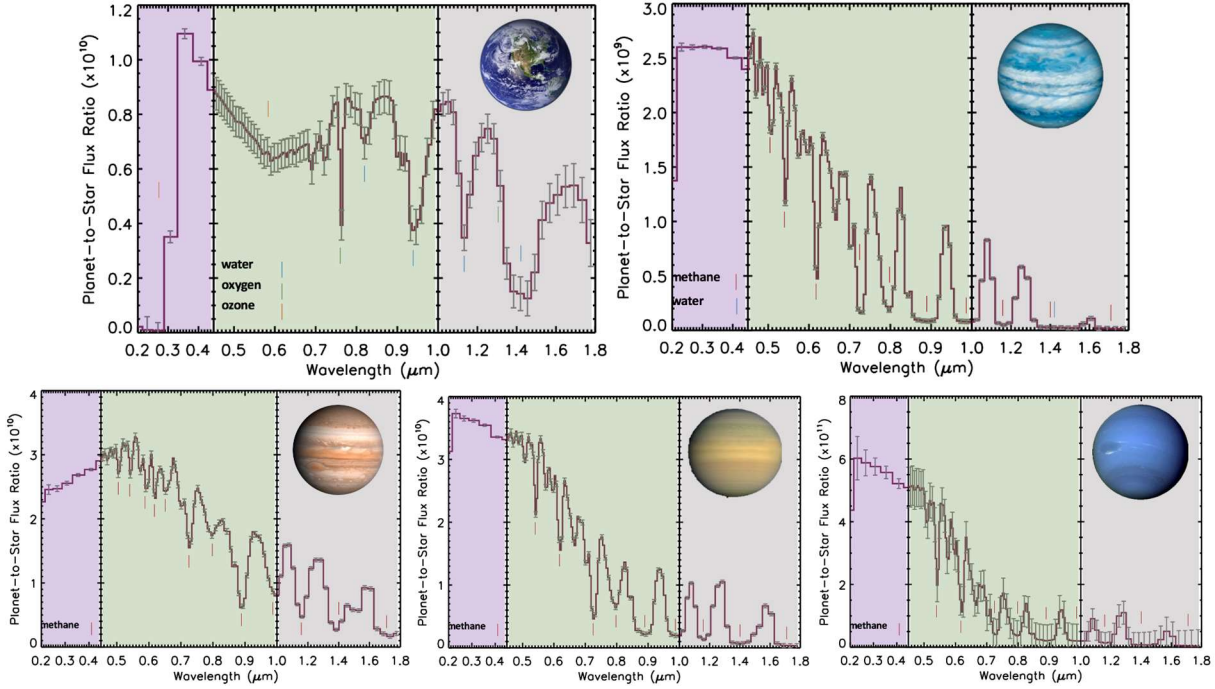 Planet-to-Star Flux Ratio (x10¹⁰)
1.2
1.0
0.8
0.6
0.4
0.2
0.0
water
oxygen
ozone
0.2 0.3 0.4 0.5 0.6 0.7 0.8 0.9 1.0 1.2 1.4 1.6 1.8
Wavelength (μm)
Planet-to-Star Flux Ratio (x10⁹)
3.0
2.5
2.0
1.5
1.0
0.5
0.0
methane
water
0.2 0.3 0.4 0.5 0.6 0.7 0.8 0.9 1.0 1.2 1.4 1.6 1.8
Wavelength (μm)
Planet-to-Star Flux Ratio (x10¹⁰)
4
3
2
1
0
methane
0.2 0.3 0.4 0.5 0.6 0.7 0.8 0.9 1.0 1.2 1.4 1.6 1.8
Wavelength (μm)
Planet-to-Star Flux Ratio (x10¹⁰)
4
3
2
1
0
methane
0.2 0.3 0.4 0.5 0.6 0.7 0.8 0.9 1.0 1.2 1.4 1.6 1.8
Wavelength (μm)
Planet-to-Star Flux Ratio (x10¹¹)
8
6
4
2
0
methane
0.2 0.3 0.4 0.5 0.6 0.7 0.8 0.9 1.0 1.2 1.4 1.6 1.8
Wavelength (μm)